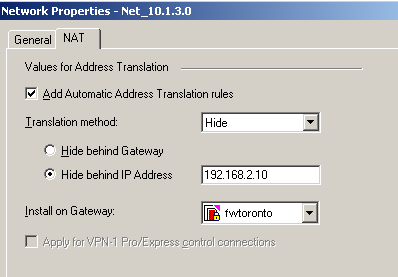 Network Properties - Net_10.1.3.0
General NAT
Values for Address Translation
Add Automatic Address Translation rules
Translation method: Hide
Hide behind Gateway
Hide behind IP Address 192.168.2.10
Install on Gateway: fwtoronto
Apply for VPN-1 Pro/Express control connections